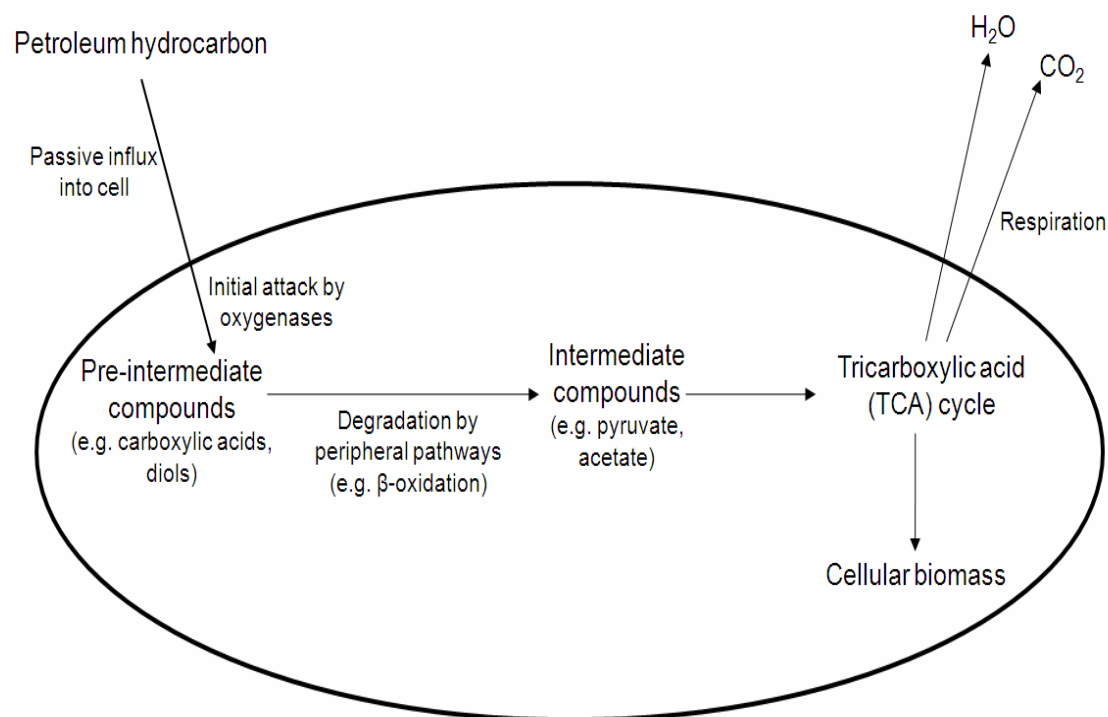 Petroleum hydrocarbon
H₂O
CO₂
Passive influx
into cell
Respiration
Initial attack by
oxygenases
Pre-intermediate
compounds
(e.g. carboxylic acids,
diols)
Degradation by
peripheral pathways
(e.g. β-oxidation)
Intermediate
compounds
(e.g. pyruvate,
acetate)
Tricarboxylic acid
(TCA) cycle
Cellular biomass